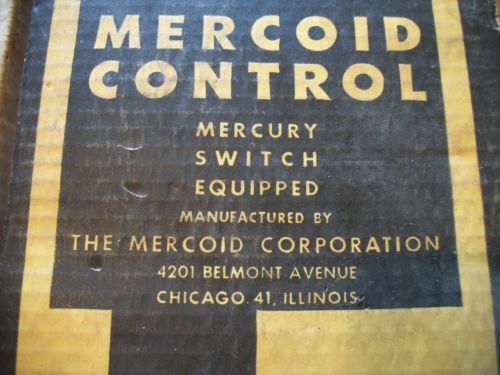 MERCOID
CONTROL
MERCURY
SWITCH
EQUIPPED
MANUFACTURED BY
THE MERCOID CORPORATION
4201 BELMONT AVENUE
CHICAGO 41, ILLINOIS